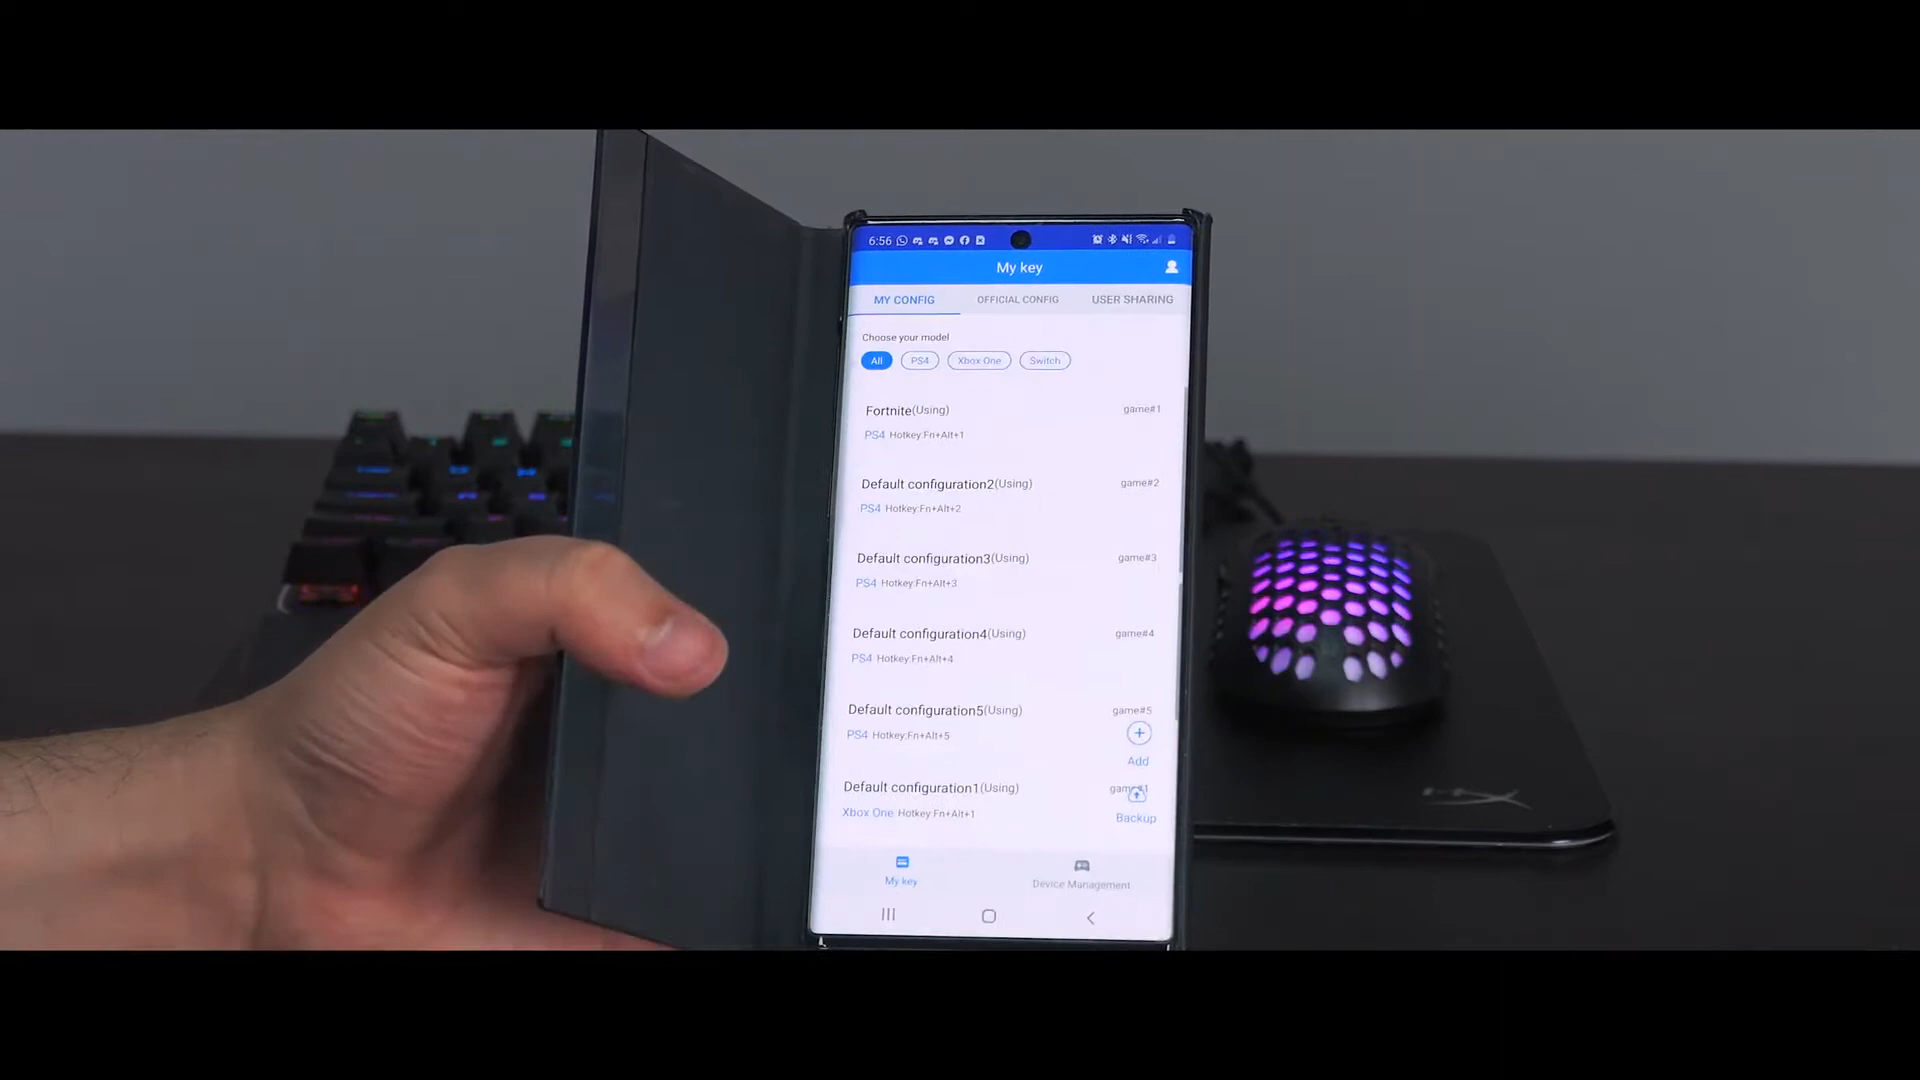 6:56
My key
MY CONFIG OFFICIAL CONFIG USER SHARING
Choose your model
All PS4 Xbox One Switch
Fortnite(Using) game#1
PS4 Hotkey:Fn+Alt+1
Default configuration2(Using) game#2
PS4 Hotkey:Fn+Alt+2
Default configuration3(Using) game#3
PS4 Hotkey:Fn+Alt+3
Default configuration4(Using) game#4
PS4 Hotkey:Fn+Alt+4
Default configuration5(Using) game#5
PS4 Hotkey:Fn+Alt+5
Add
Default configuration1(Using) game#1
Xbox One Hotkey:Fn+Alt+1
Backup
My key Device Management
HX